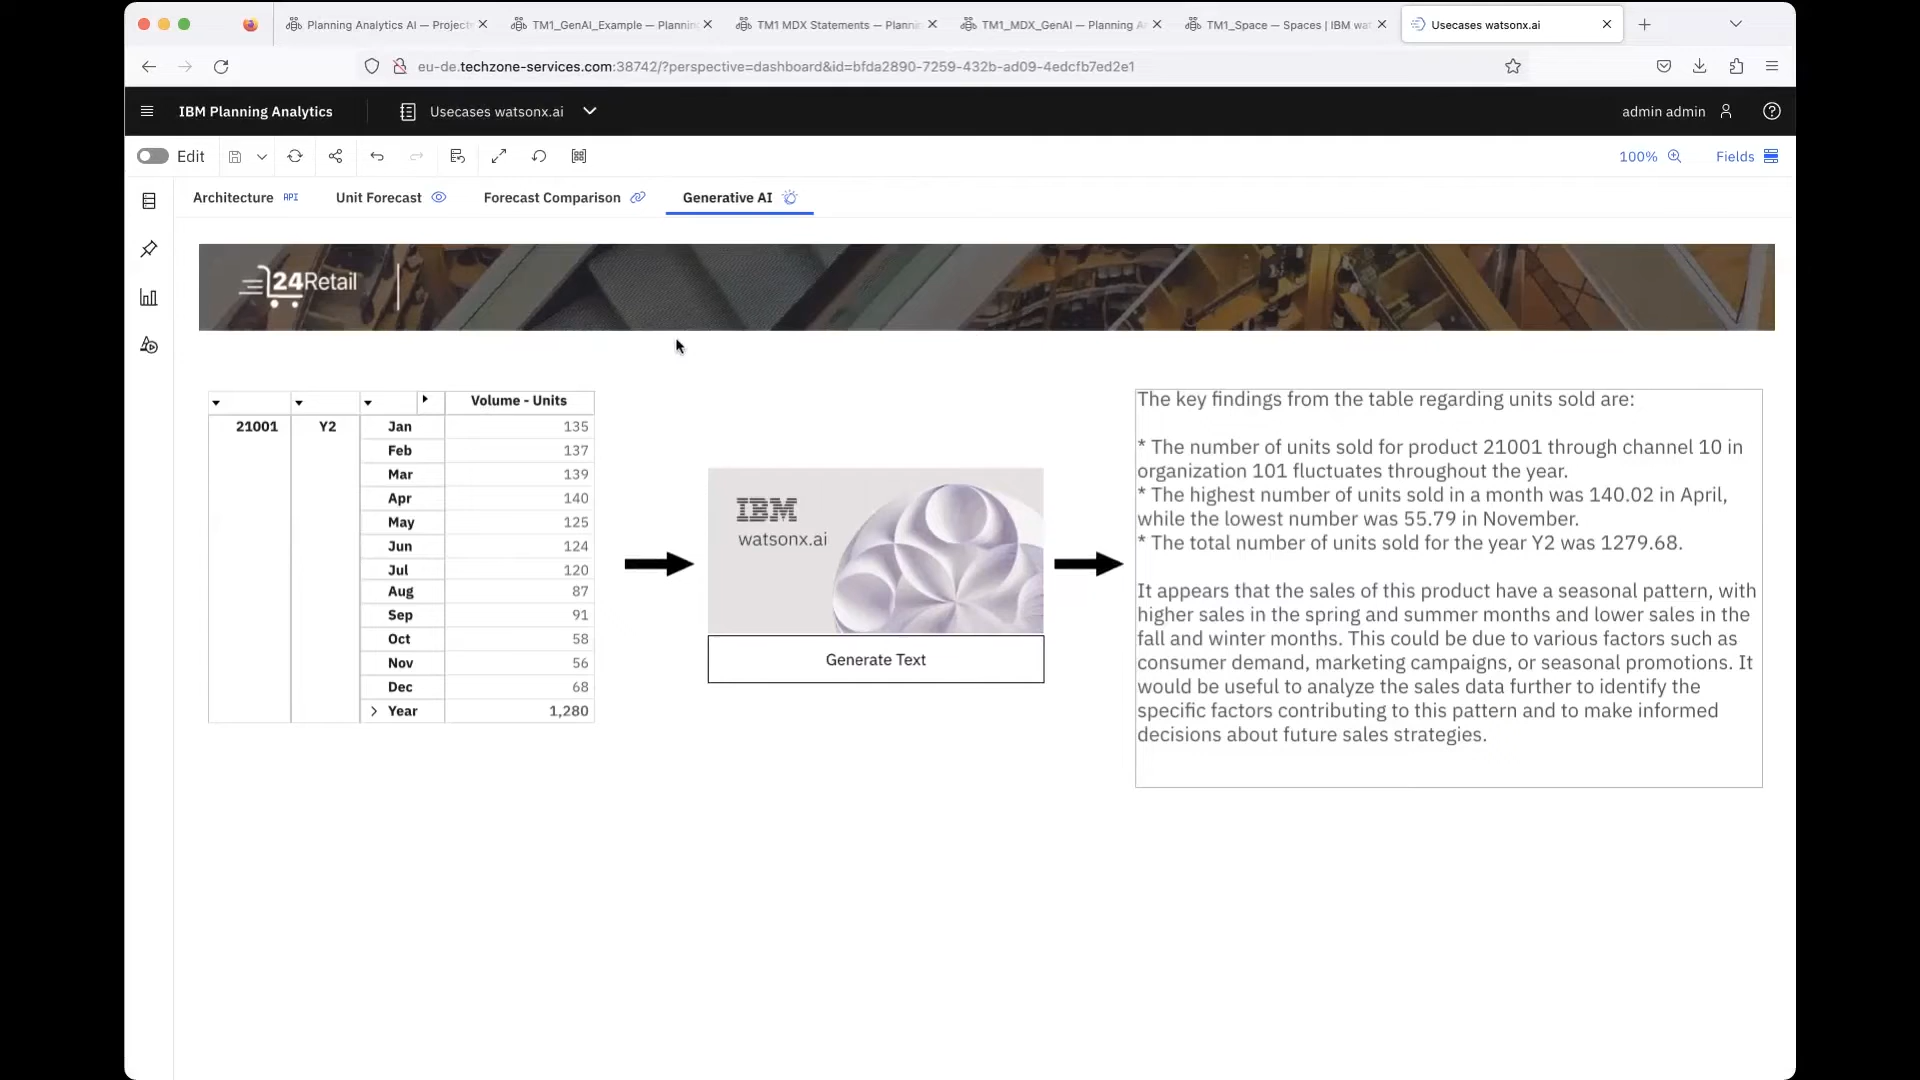 Planning Analytics AI — Project
TM1_GenAI_Example — Plannin
TM1 MDX Statements — Planni
TM1_MDX_GenAI — Planning A
TM1_Space — Spaces | IBM wa
Usecases watsonx.ai
eu-de.techzone-services.com:38742/?perspective=dashboard&id=bfda2890-7259-432b-ad09-4edcfb7ed2e1
IBM Planning Analytics
Usecases watsonx.ai
admin admin
Edit
100%
Fields
Architecture API
Unit Forecast
Forecast Comparison
Generative AI
24Retail
Volume - Units
21001 Y2 Jan 135
Feb 137
Mar 139
Apr 140
May 125
Jun 124
Jul 120
Aug 87
Sep 91
Oct 58
Nov 56
Dec 68
Year 1,280
IBM
watsonx.ai
Generate Text
The key findings from the table regarding units sold are:
* The number of units sold for product 21001 through channel 10 in
organization 101 fluctuates throughout the year.
* The highest number of units sold in a month was 140.02 in April,
while the lowest number was 55.79 in November.
* The total number of units sold for the year Y2 was 1279.68.
It appears that the sales of this product have a seasonal pattern, with
higher sales in the spring and summer months and lower sales in the
fall and winter months. This could be due to various factors such as
consumer demand, marketing campaigns, or seasonal promotions. It
would be useful to analyze the sales data further to identify the
specific factors contributing to this pattern and to make informed
decisions about future sales strategies.